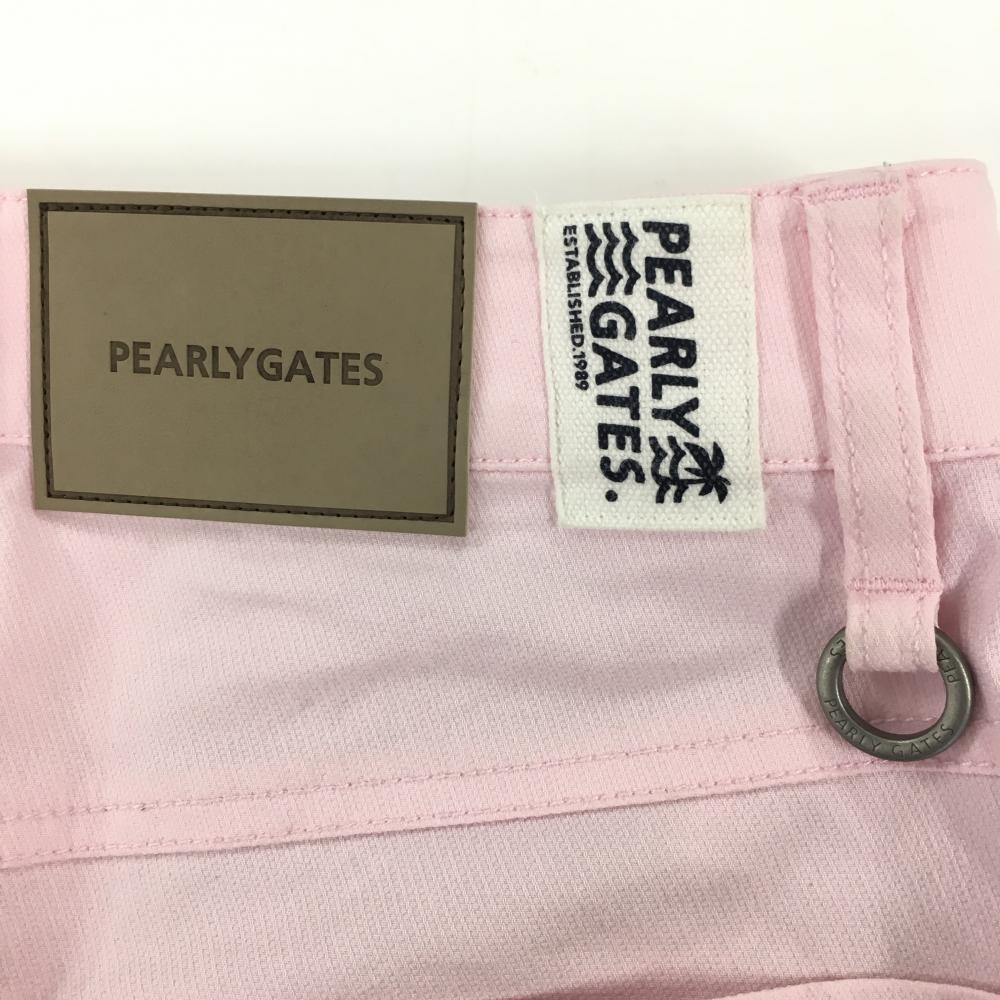 PEARLYGATES
PEARLY
GATES.
ESTABLISHED.1989
PEARLY GATES